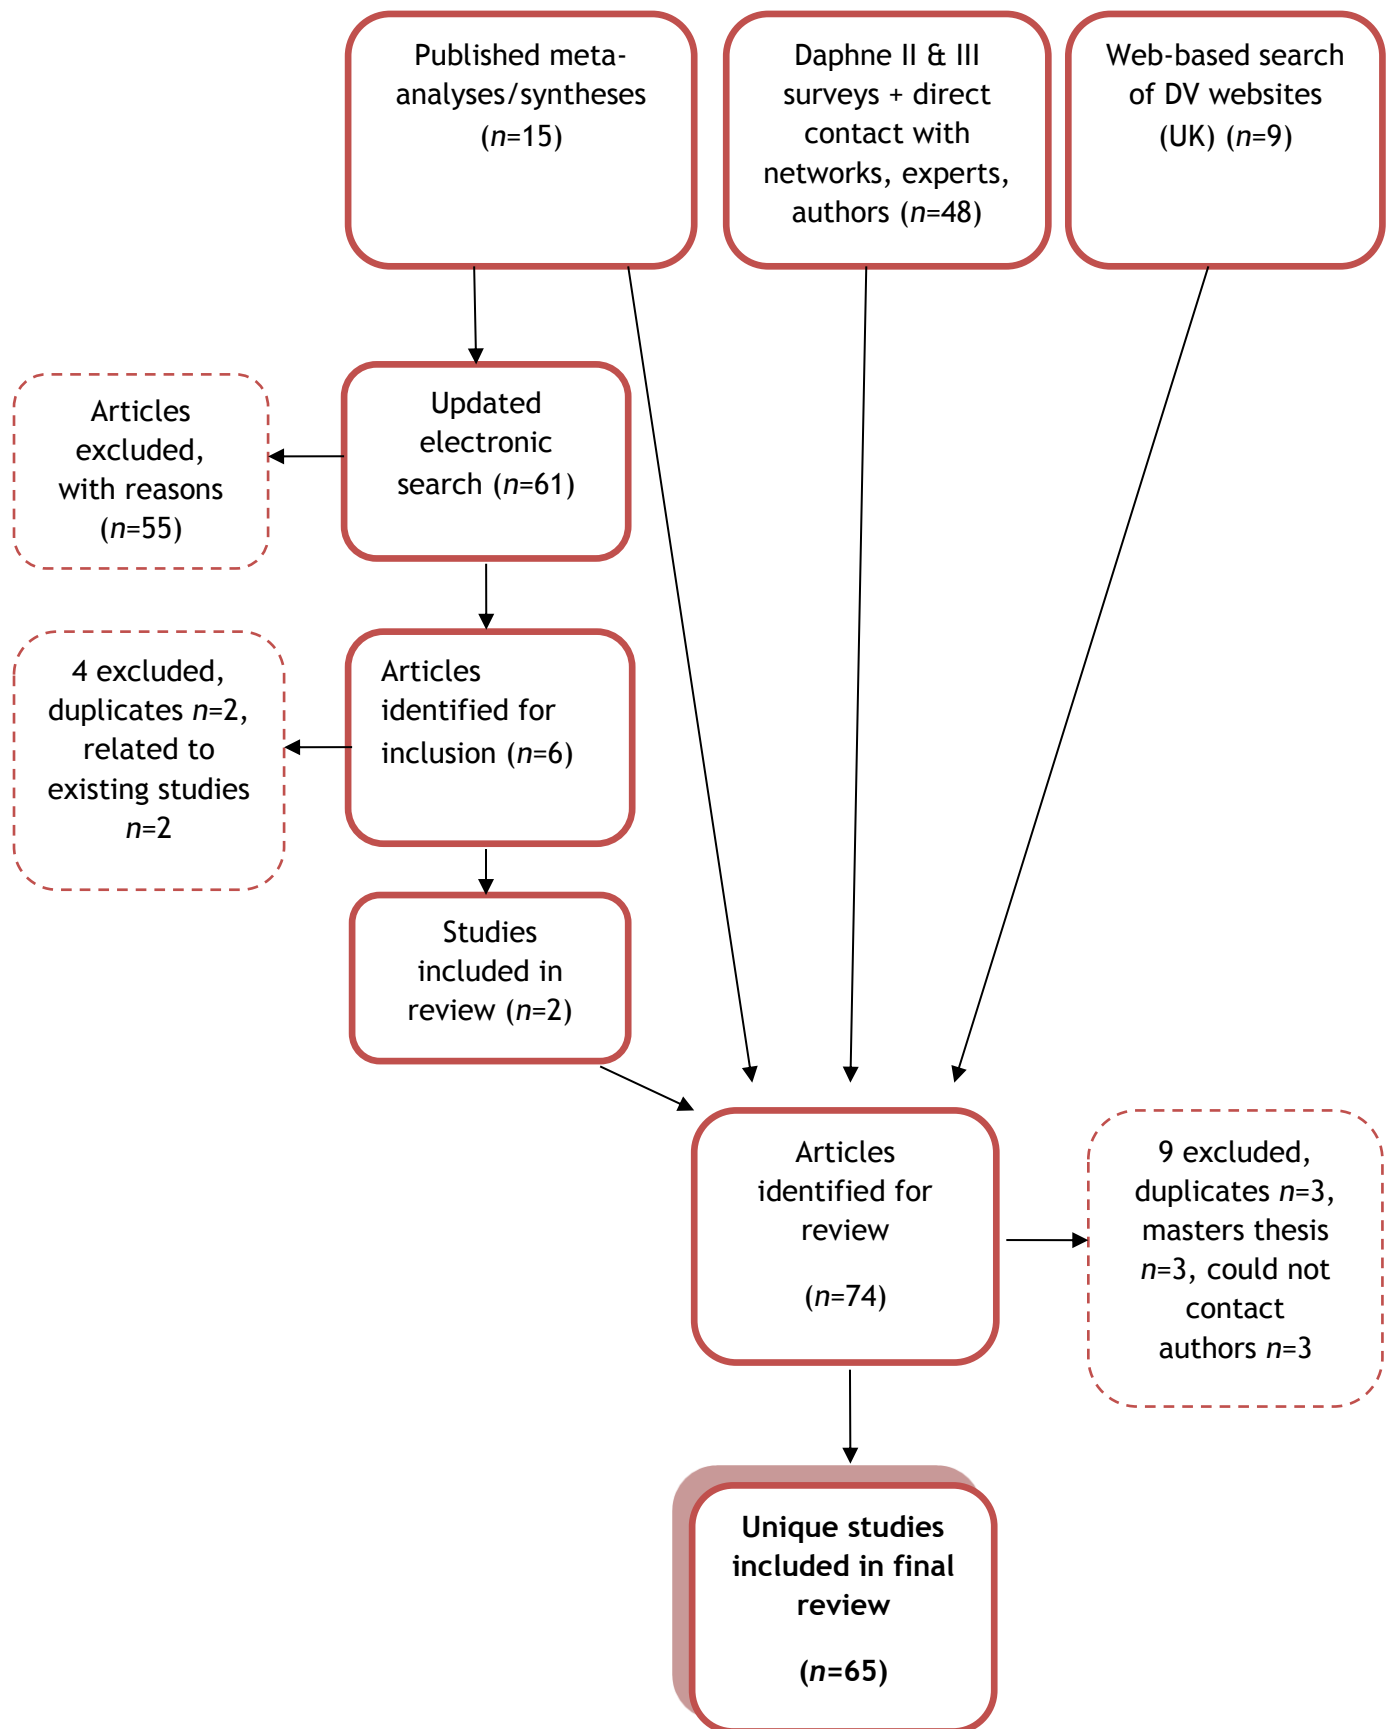 Published meta-
analyses/syntheses
(n=15)
Daphne II & III
surveys + direct
contact with
networks, experts,
authors (n=48)
Web-based search
of DV websites
(UK) (n=9)
Articles
excluded,
with reasons
(n=55)
Updated
electronic
search (n=61)
4 excluded,
duplicates n=2,
related to
existing studies
n=2
Articles
identified for
inclusion (n=6)
Studies
included in
review (n=2)
Articles
identified for
review
(n=74)
9 excluded,
duplicates n=3,
masters thesis
n=3, could not
contact
authors n=3
Unique studies
included in final
review
(n=65)